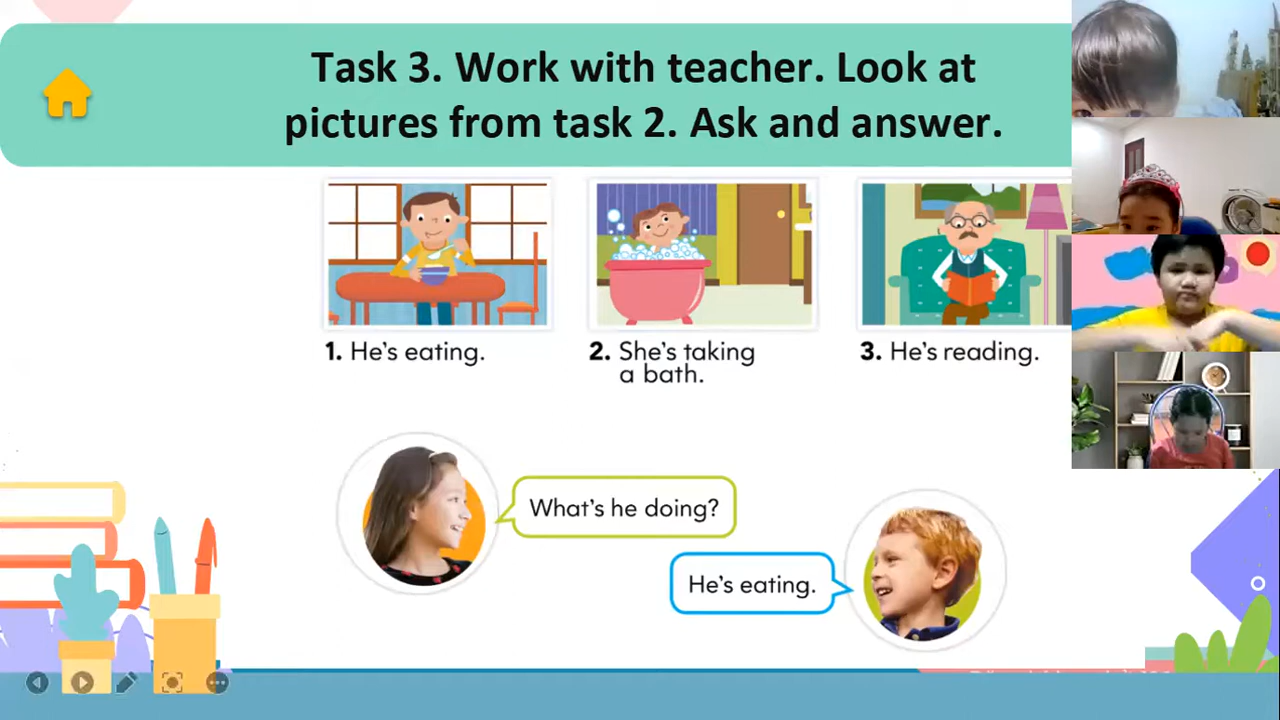 Task 3. Work with teacher. Look at
pictures from task 2. Ask and answer.
1. He's eating.
2. She's taking
a bath.
3. He's reading.
What's he doing?
He's eating.